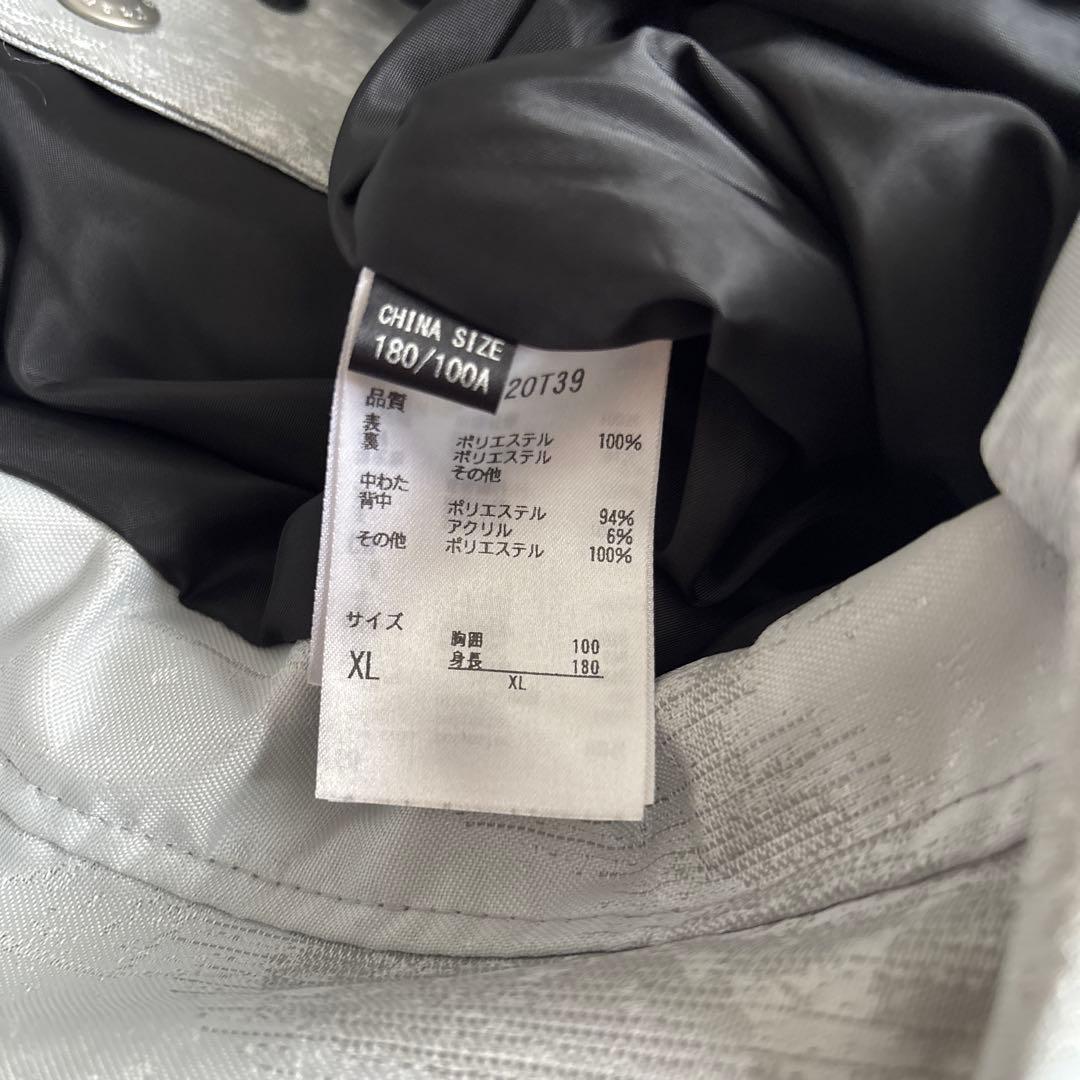 CHINA SIZE
180/100A
20T39
品質
表 ポリエステル 100%
裏 ポリエステル
その他
中わた ポリエステル 94%
背中 アクリル 6%
その他 ポリエステル 100%
サイズ
XL
胸囲 100
身長 180
XL